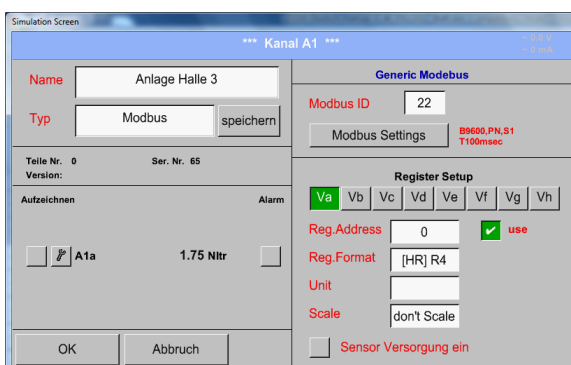 Simulation Screen
*** Kanal A1 ***
~ 0.0 V
~ 0 mA
Name
Anlage Halle 3
Typ
Modbus
speichern
Teile Nr. 0 Ser. Nr. 65
Version:
Aufzeichnen Alarm
A1a 1.75 Nltr
OK
Abbruch
Generic Modebus
Modbus ID
22
Modbus Settings
B9600,PN,S1
T100msec
Register Setup
Va Vb Vc Vd Ve Vf Vg Vh
Reg.Address
0
use
Reg.Format
[HR] R4
Unit
Scale
don't Scale
Sensor Versorgung ein